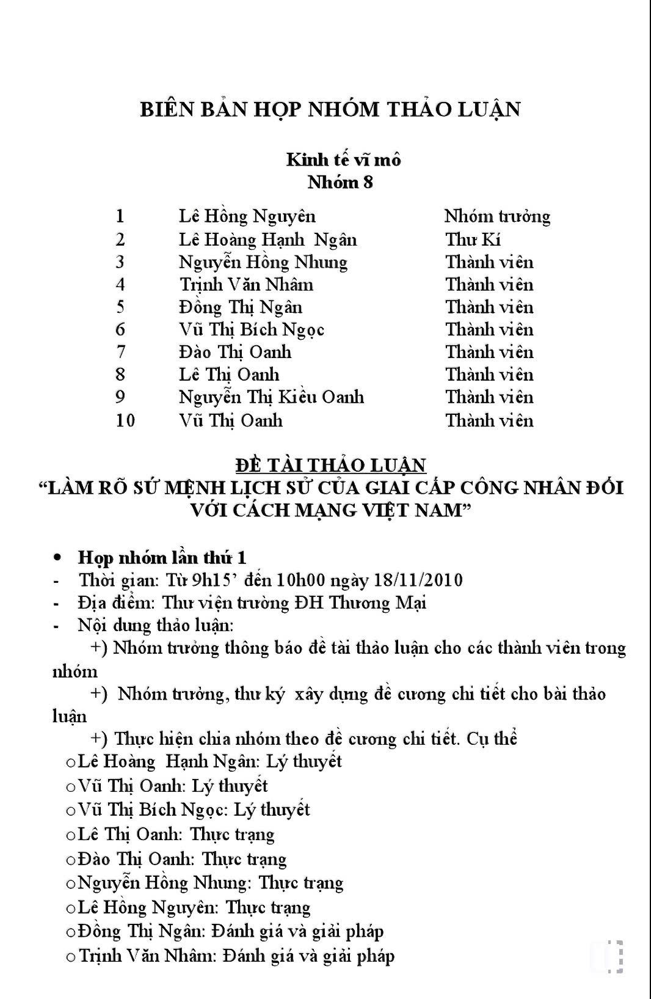 BIÊN BẢN HỌP NHÓM THẢO LUẬN
Kinh tế vĩ mô
Nhóm 8
1 Lê Hồng Nguyên Nhóm trưởng
2 Lê Hoàng Hạnh Ngân Thư Kí
3 Nguyễn Hồng Nhung Thành viên
4 Trịnh Văn Nhâm Thành viên
5 Đồng Thị Ngân Thành viên
6 Vũ Thị Bích Ngọc Thành viên
7 Đào Thị Oanh Thành viên
8 Lê Thị Oanh Thành viên
9 Nguyễn Thị Kiều Oanh Thành viên
10 Vũ Thị Oanh Thành viên
ĐỀ TÀI THẢO LUẬN
“LÀM RÕ SỨ MỆNH LỊCH SỬ CỦA GIAI CẤP CÔNG NHÂN ĐỐI
VỚI CÁCH MẠNG VIỆT NAM”
• Họp nhóm lần thứ 1
- Thời gian: Từ 9h15’ đến 10h00 ngày 18/11/2010
- Địa điểm: Thư viện trường ĐH Thương Mại
- Nội dung thảo luận:
+) Nhóm trưởng thông báo đề tài thảo luận cho các thành viên trong
nhóm
+) Nhóm trưởng, thư ký xây dựng đề cương chi tiết cho bài thảo
luận
+) Thực hiện chia nhóm theo đề cương chi tiết. Cụ thể
○Lê Hoàng Hạnh Ngân: Lý thuyết
○Vũ Thị Oanh: Lý thuyết
○Vũ Thị Bích Ngọc: Lý thuyết
○Lê Thị Oanh: Thực trạng
○Đào Thị Oanh: Thực trạng
○Nguyễn Hồng Nhung: Thực trạng
○Lê Hồng Nguyên: Thực trạng
○Đồng Thị Ngân: Đánh giá và giải pháp
○Trịnh Văn Nhâm: Đánh giá và giải pháp